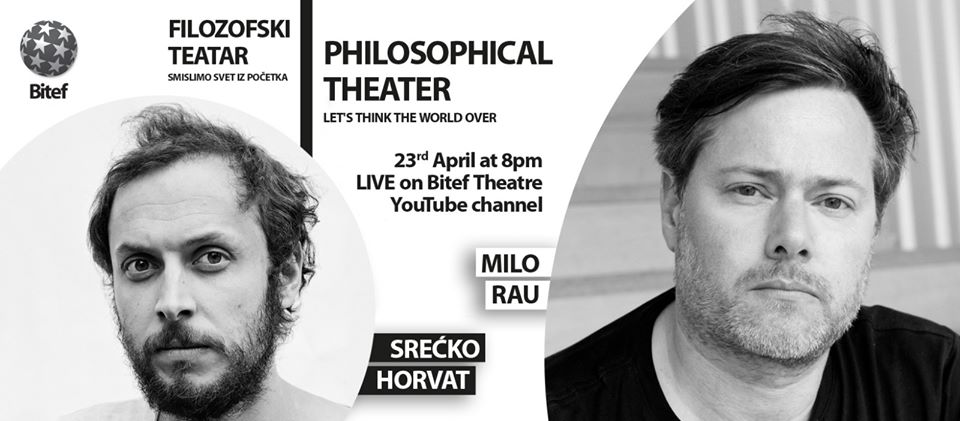 Bitef
FILOZOFSKI
TEATAR
SMISLIMO SVET IZ POČETKA
PHILOSOPHICAL
THEATER
LET'S THINK THE WORLD OVER
23rd April at 8pm
LIVE on Bitef Theatre
YouTube channel
MILO
RAU
SREĆKO
HORVAT